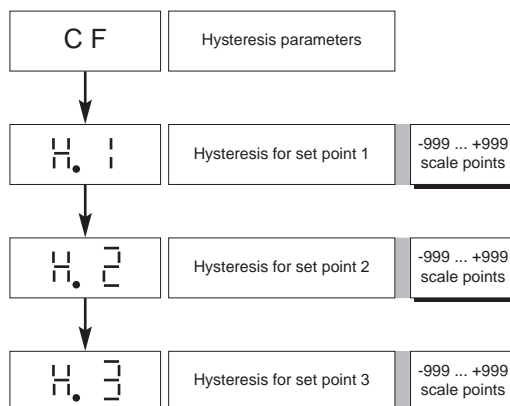 C F
Hysteresis parameters
H. 1
Hysteresis for set point 1
-999 ... +999
scale points
H. 2
Hysteresis for set point 2
-999 ... +999
scale points
H. 3
Hysteresis for set point 3
-999 ... +999
scale points